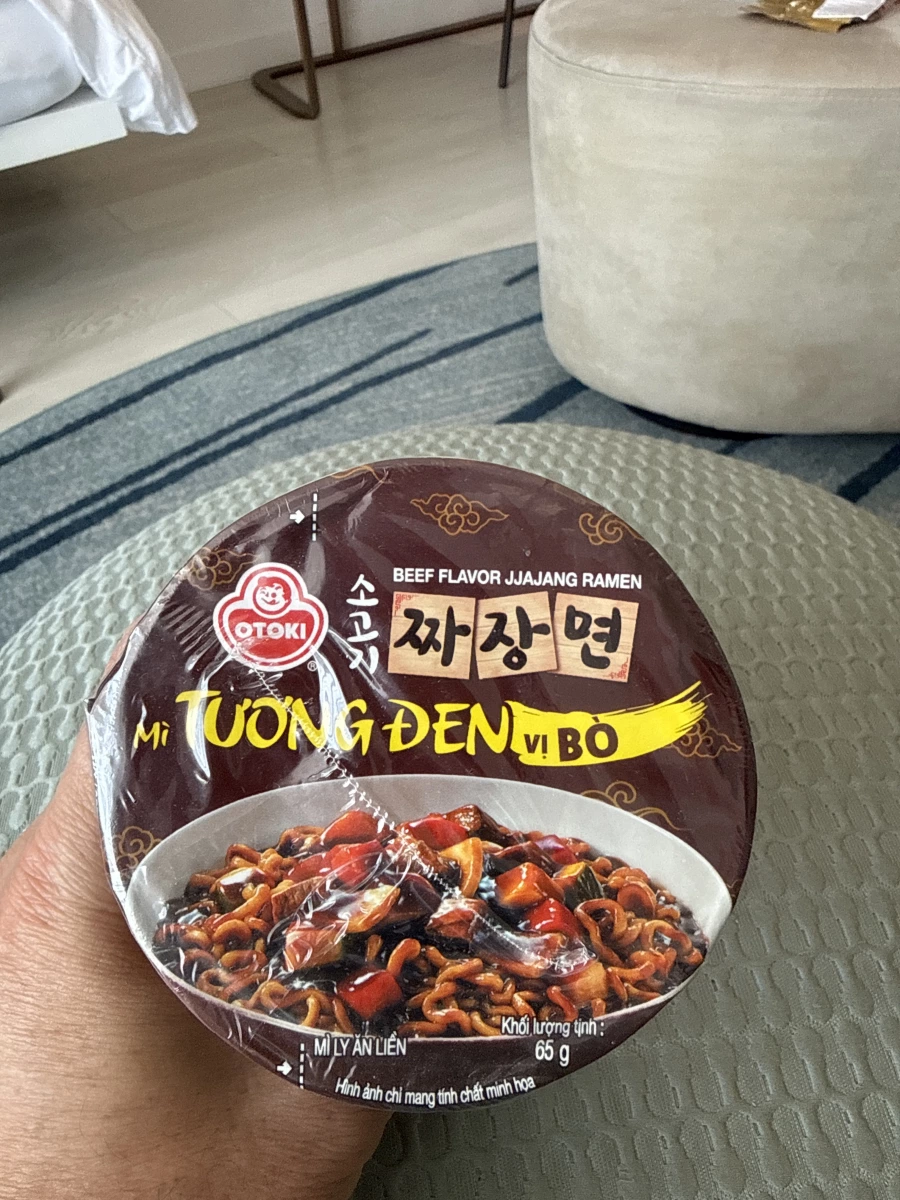 BEEF FLAVOR JJAJANG RAMEN
OTOKI
®
소고기
짜장면
Mì TƯƠNG ĐEN VỊ BÒ
Khối lượng tịnh :
MÌ LY ĂN LIỀN
65 g
Hình ảnh chỉ mang tính chất minh họa